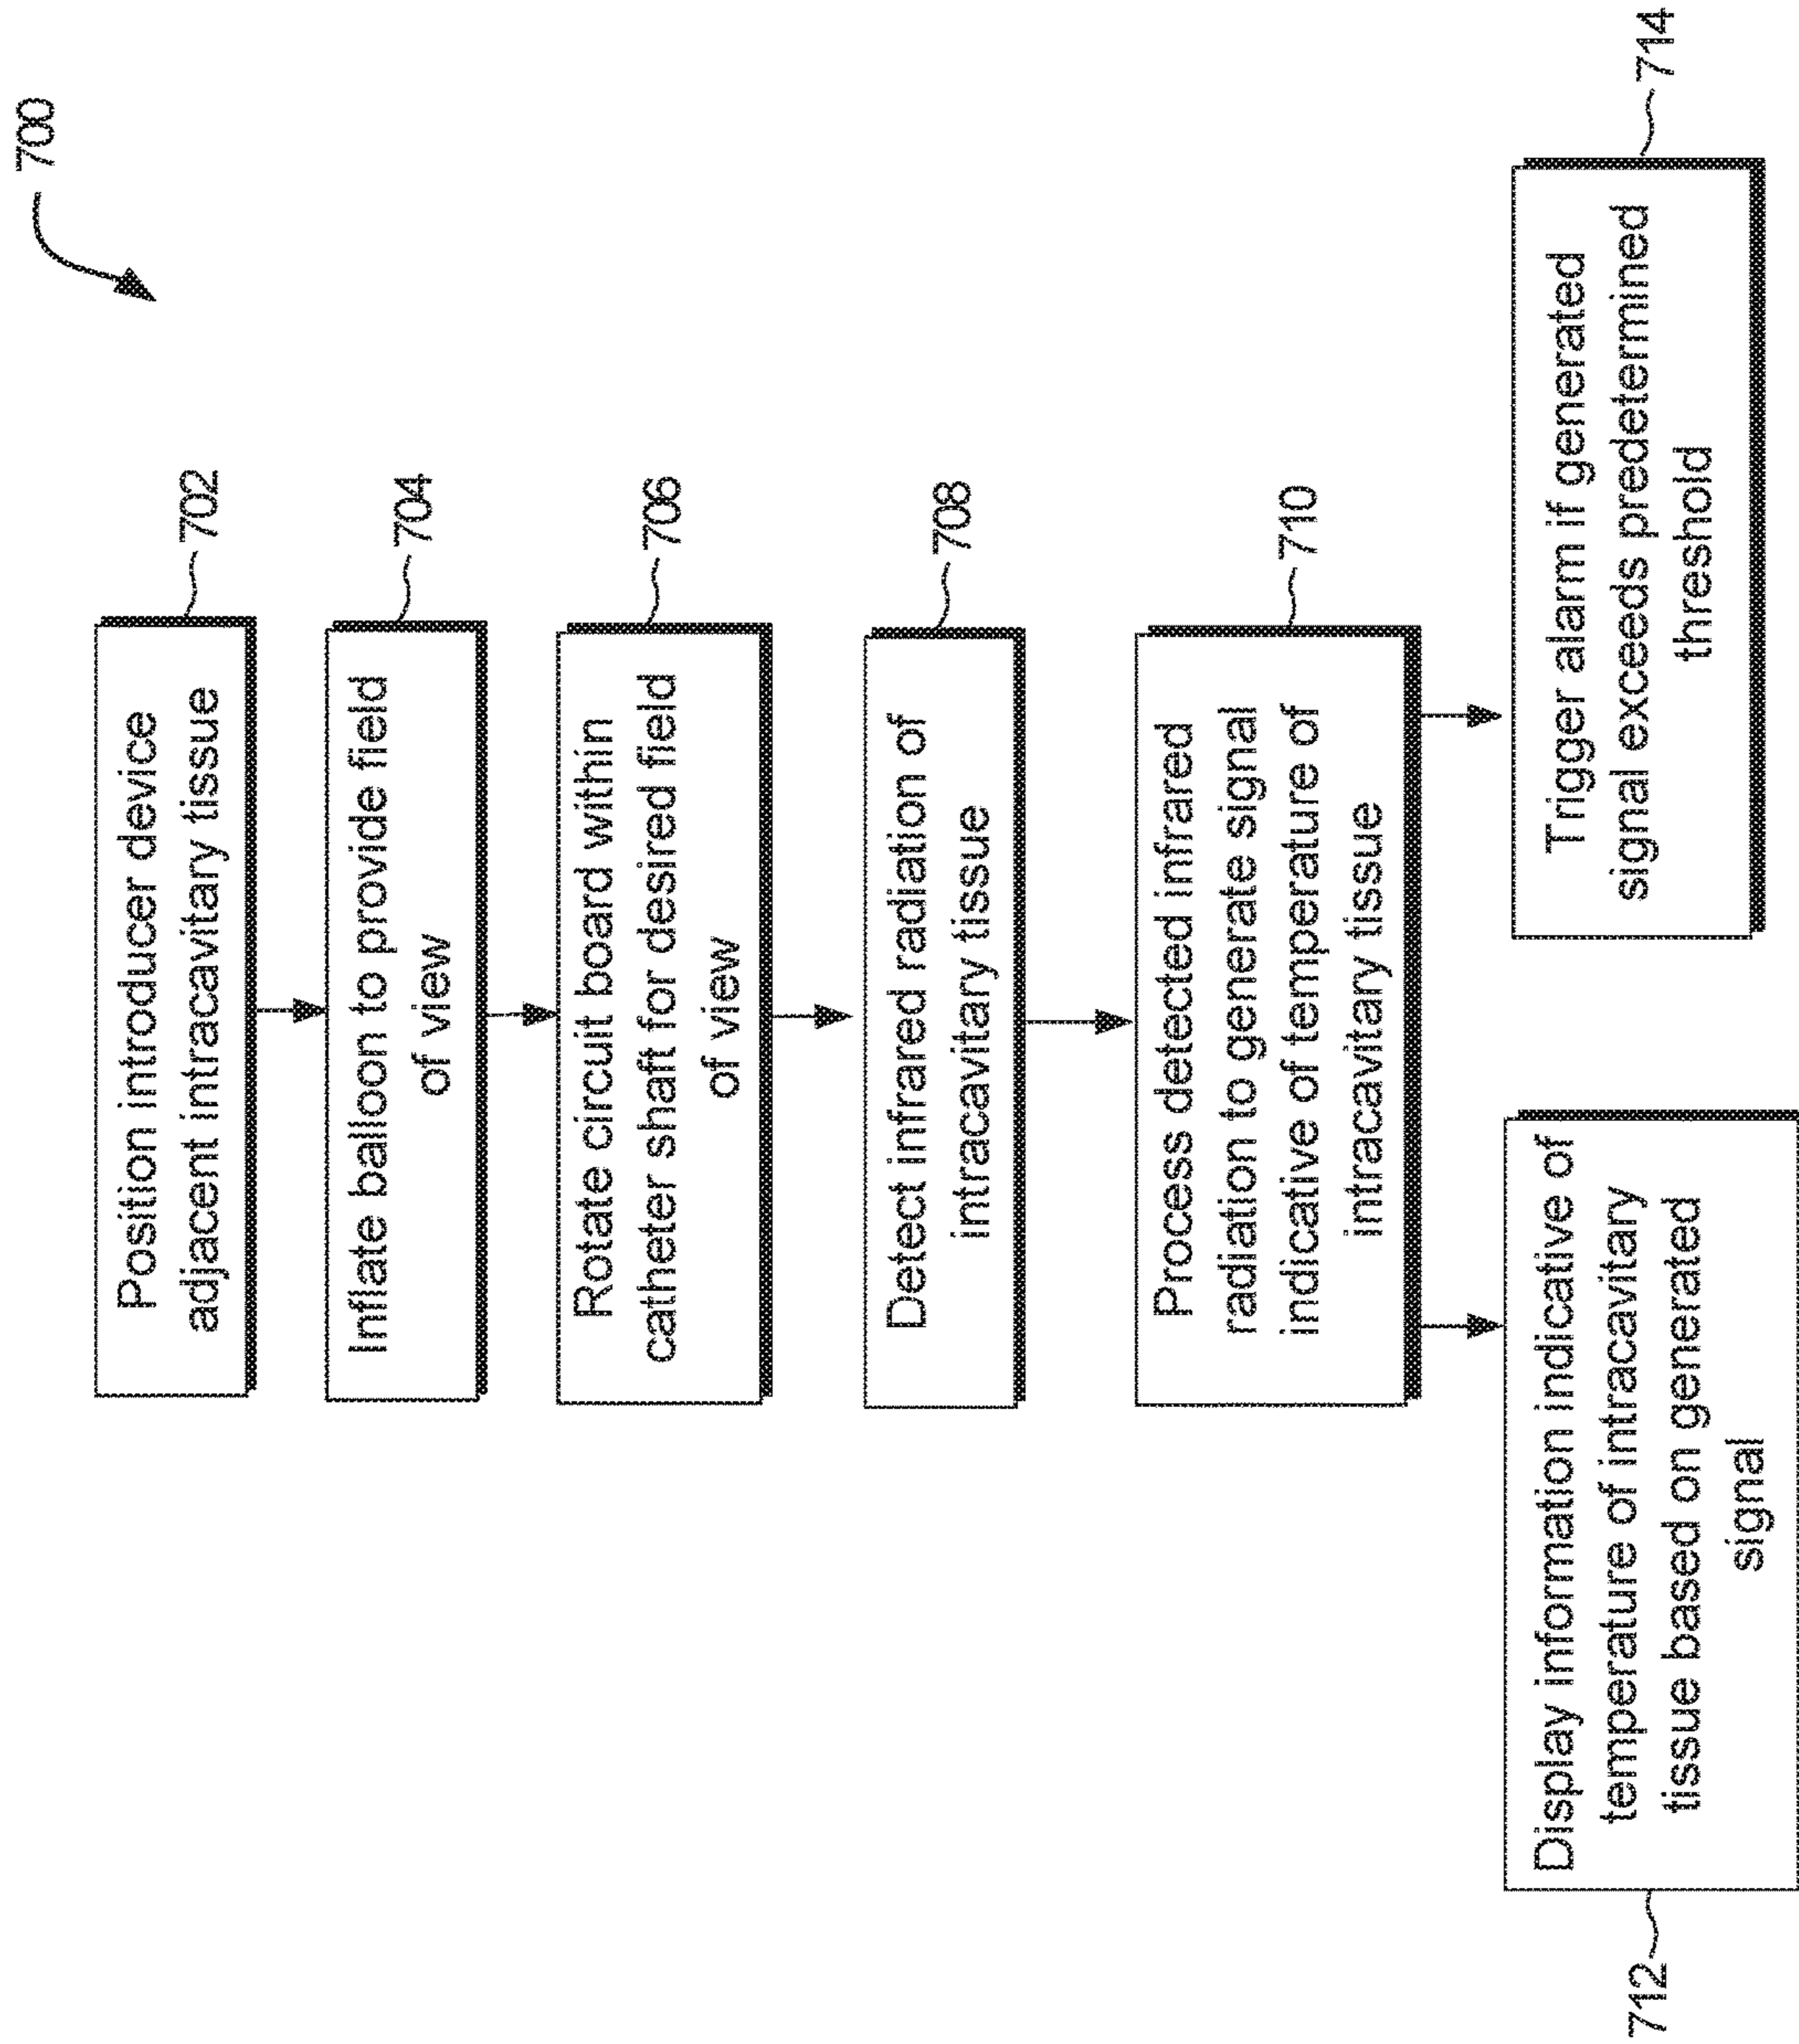 700
Position introducer device
adjacent intracavitary tissue
702
Inflate balloon to provide field
of view
704
Rotate circuit board within
catheter shaft for desired field
of view
706
Detect infrared radiation of
intracavitary tissue
708
Process detected infrared
radiation to generate signal
indicative of temperature of
intracavitary tissue
710
Display information indicative of
temperature of intracavitary
tissue based on generated
signal
712
Trigger alarm if generated
signal exceeds predetermined
threshold
714